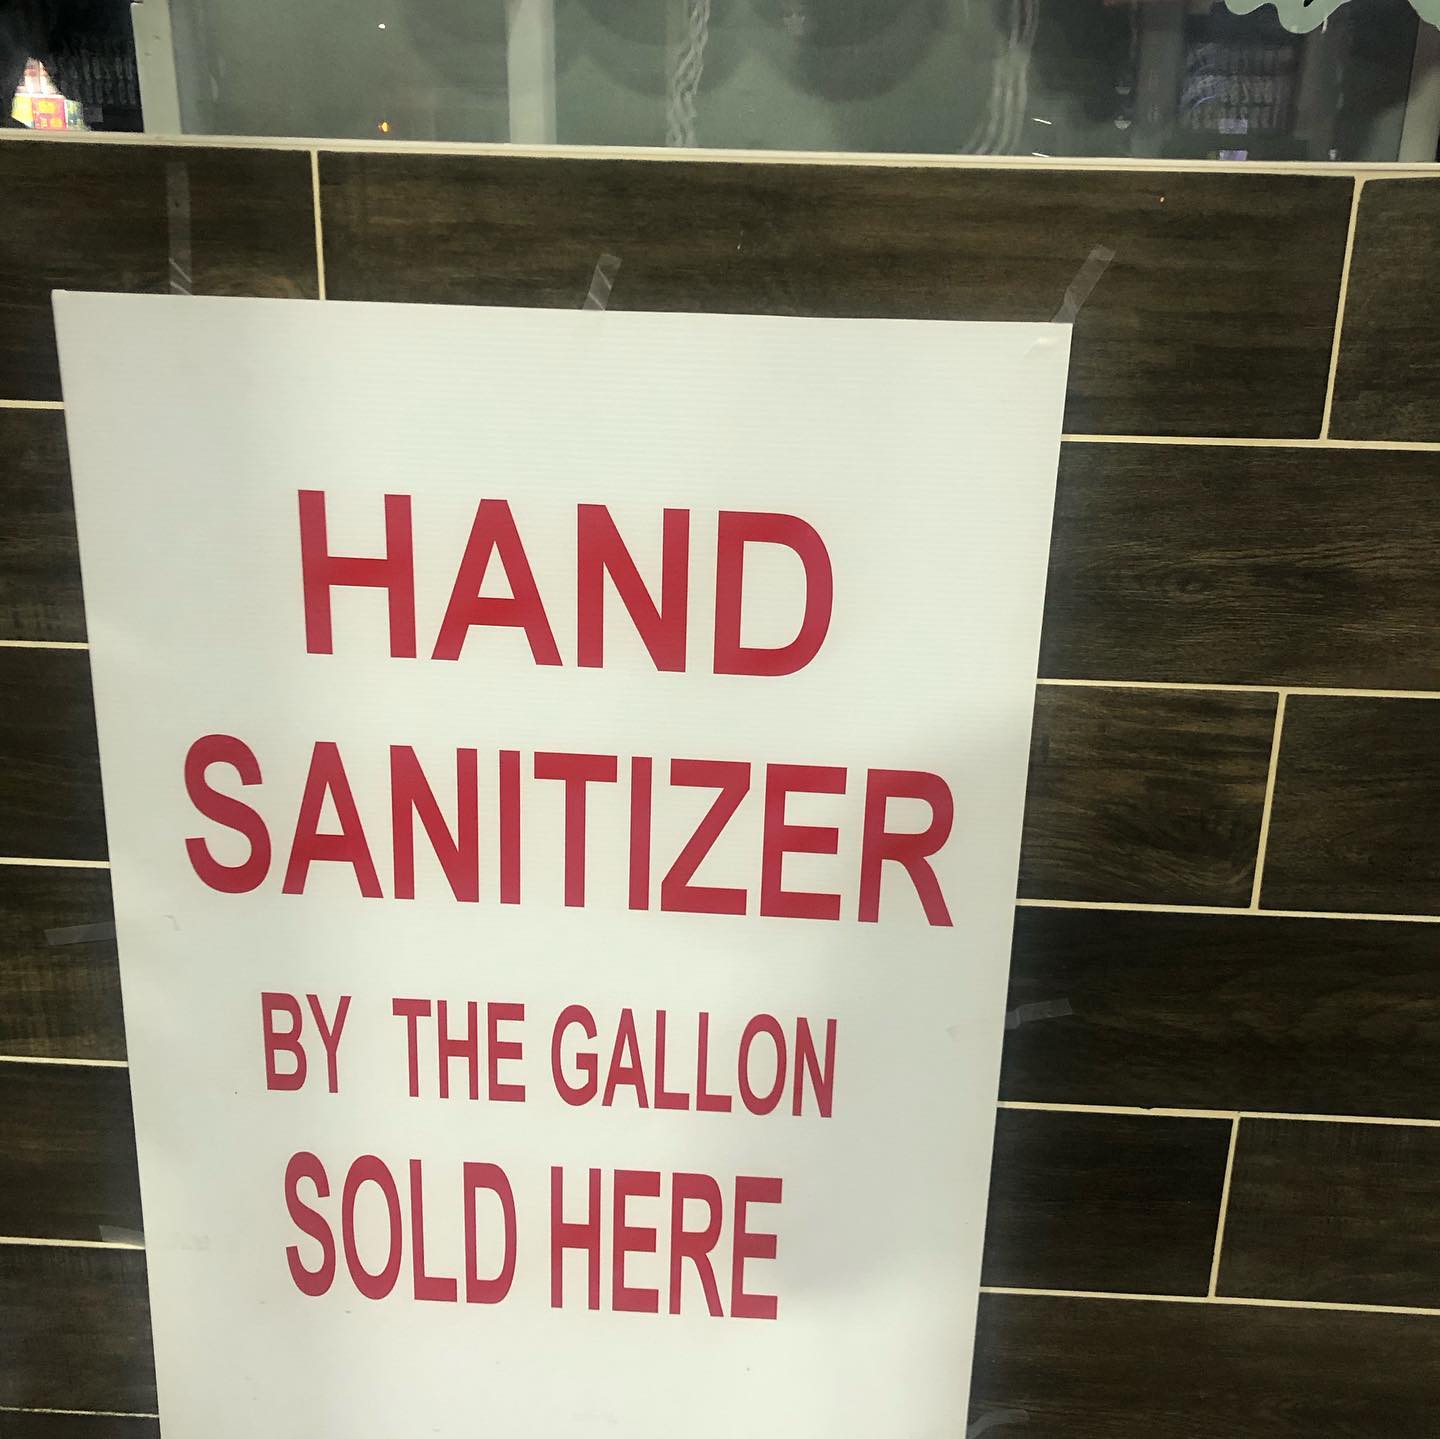 HAND
SANITIZER
BY THE GALLON
SOLD HERE